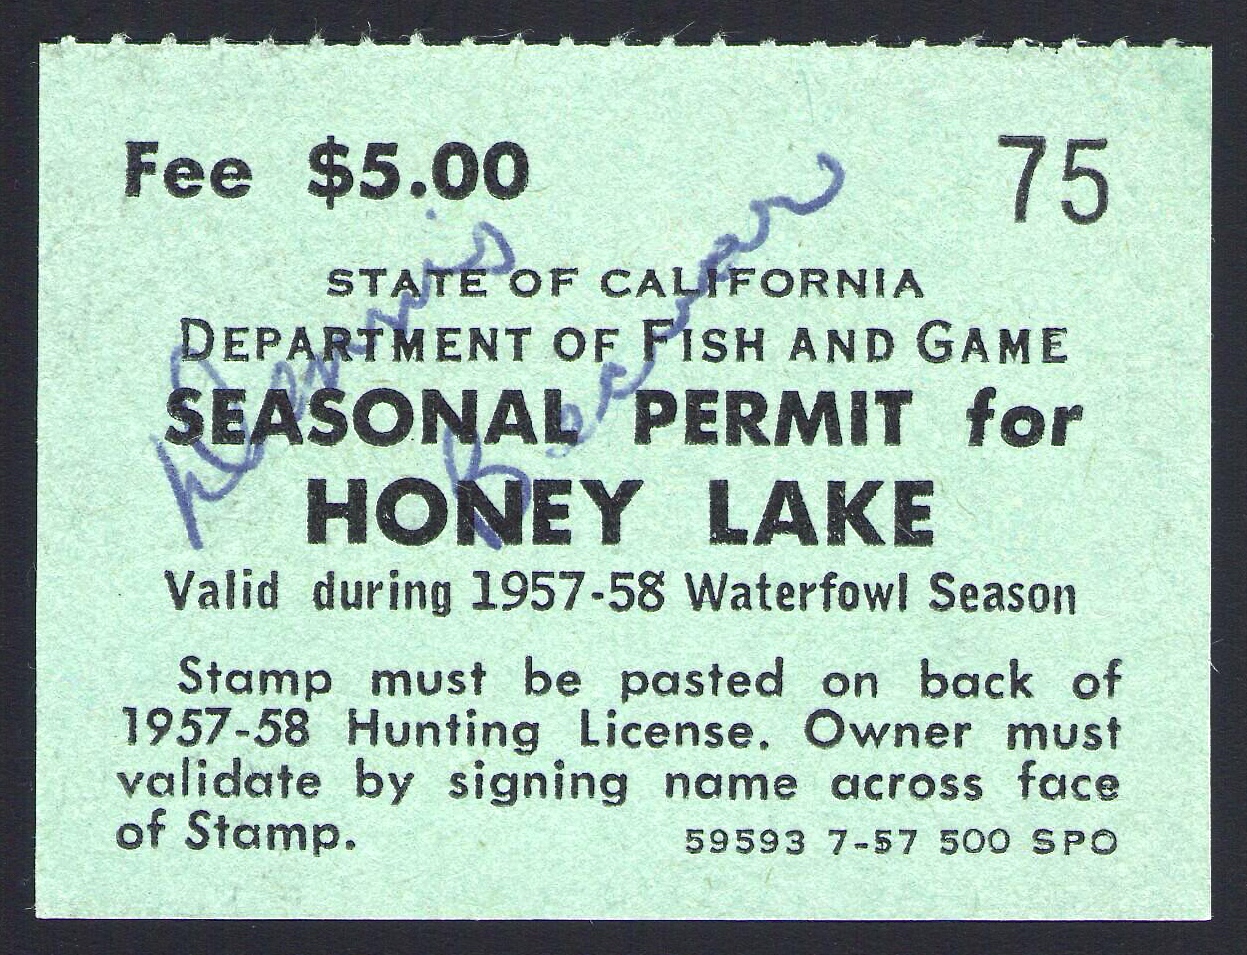 Fee $5.00 75
STATE OF CALIFORNIA
DEPARTMENT OF FISH AND GAME
SEASONAL PERMIT for
HONEY LAKE
Valid during 1957-58 Waterfowl Season
Stamp must be pasted on back of
1957-58 Hunting License. Owner must
validate by signing name across face
of Stamp. 59593 7-57 500 SPO
Dennis